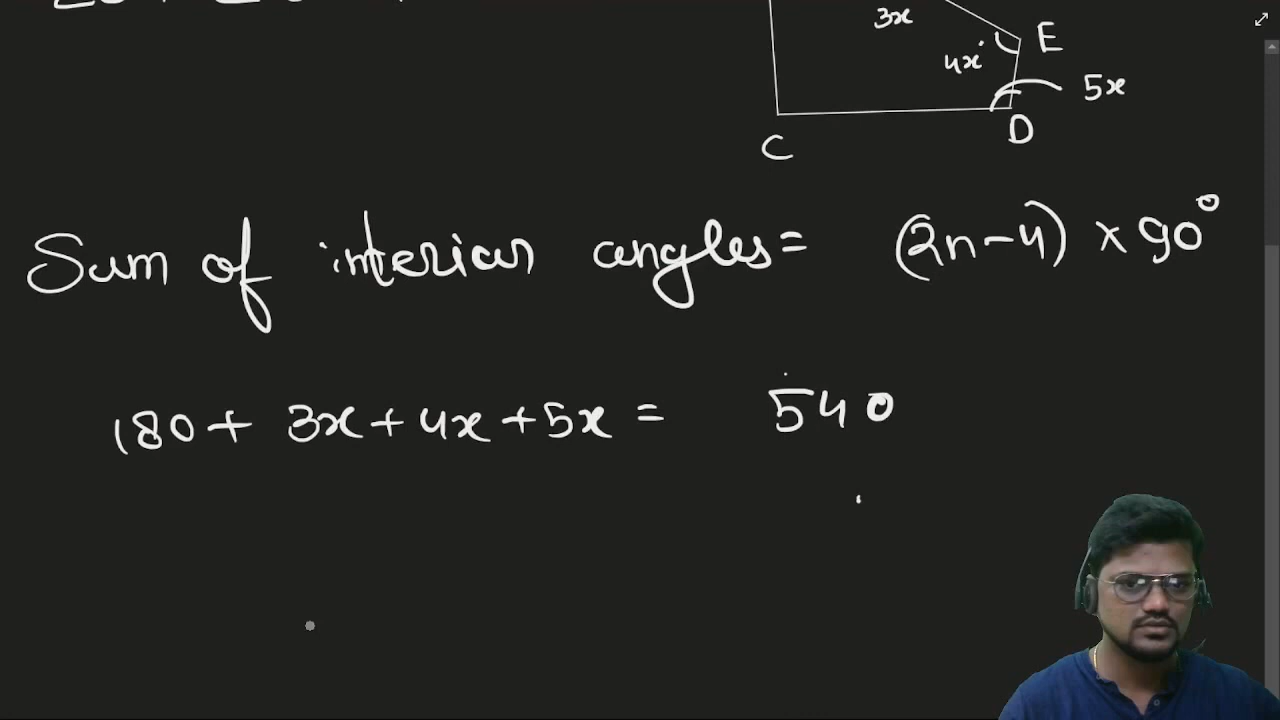 3x
E
4x
5x
D
C
Sum of interior angles= (2n-4) × 90°
180+ 3x+4x+5x= 540